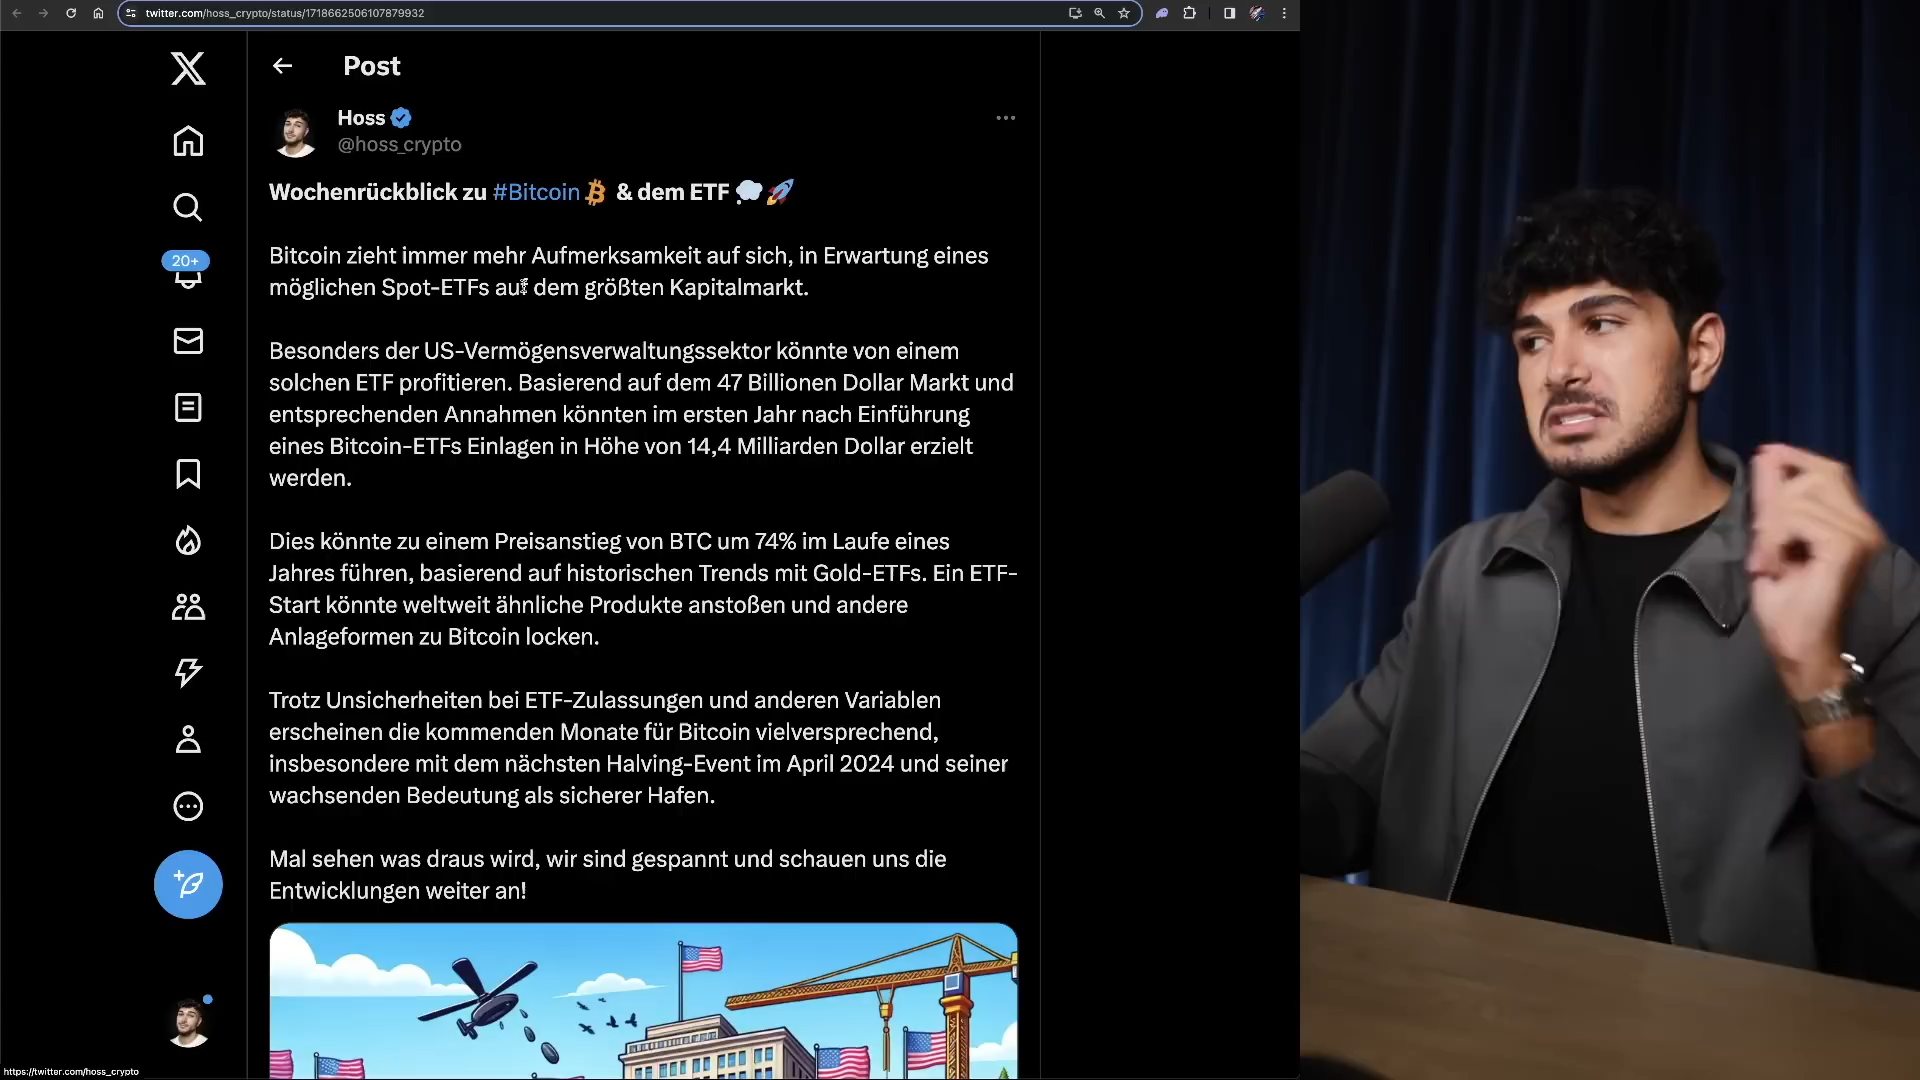 twitter.com/hoss_crypto/status/1718662506107879932
Post
Hoss
@hoss_crypto
20+
Wochenrückblick zu #Bitcoin & dem ETF
Bitcoin zieht immer mehr Aufmerksamkeit auf sich, in Erwartung eines
möglichen Spot-ETFs auf dem größten Kapitalmarkt.
Besonders der US-Vermögensverwaltungssektor könnte von einem
solchen ETF profitieren. Basierend auf dem 47 Billionen Dollar Markt und
entsprechenden Annahmen könnten im ersten Jahr nach Einführung
eines Bitcoin-ETFs Einlagen in Höhe von 14,4 Milliarden Dollar erzielt
werden.
Dies könnte zu einem Preisanstieg von BTC um 74% im Laufe eines
Jahres führen, basierend auf historischen Trends mit Gold-ETFs. Ein ETF-
Start könnte weltweit ähnliche Produkte anstoßen und andere
Anlageformen zu Bitcoin locken.
Trotz Unsicherheiten bei ETF-Zulassungen und anderen Variablen
erscheinen die kommenden Monate für Bitcoin vielversprechend,
insbesondere mit dem nächsten Halving-Event im April 2024 und seiner
wachsenden Bedeutung als sicherer Hafen.
Mal sehen was draus wird, wir sind gespannt und schauen uns die
Entwicklungen weiter an!
https://twitter.com/hoss_crypto